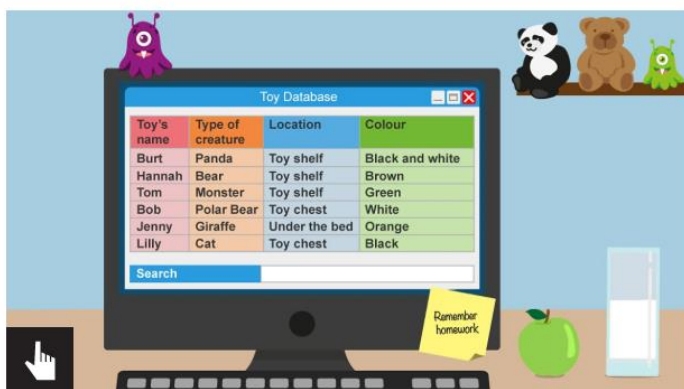 Toy Database
Toy's name Type of creature Location Colour
Burt Panda Toy shelf Black and white
Hannah Bear Toy shelf Brown
Tom Monster Toy shelf Green
Bob Polar Bear Toy chest White
Jenny Giraffe Under the bed Orange
Lilly Cat Toy chest Black
Search
Remember
homework